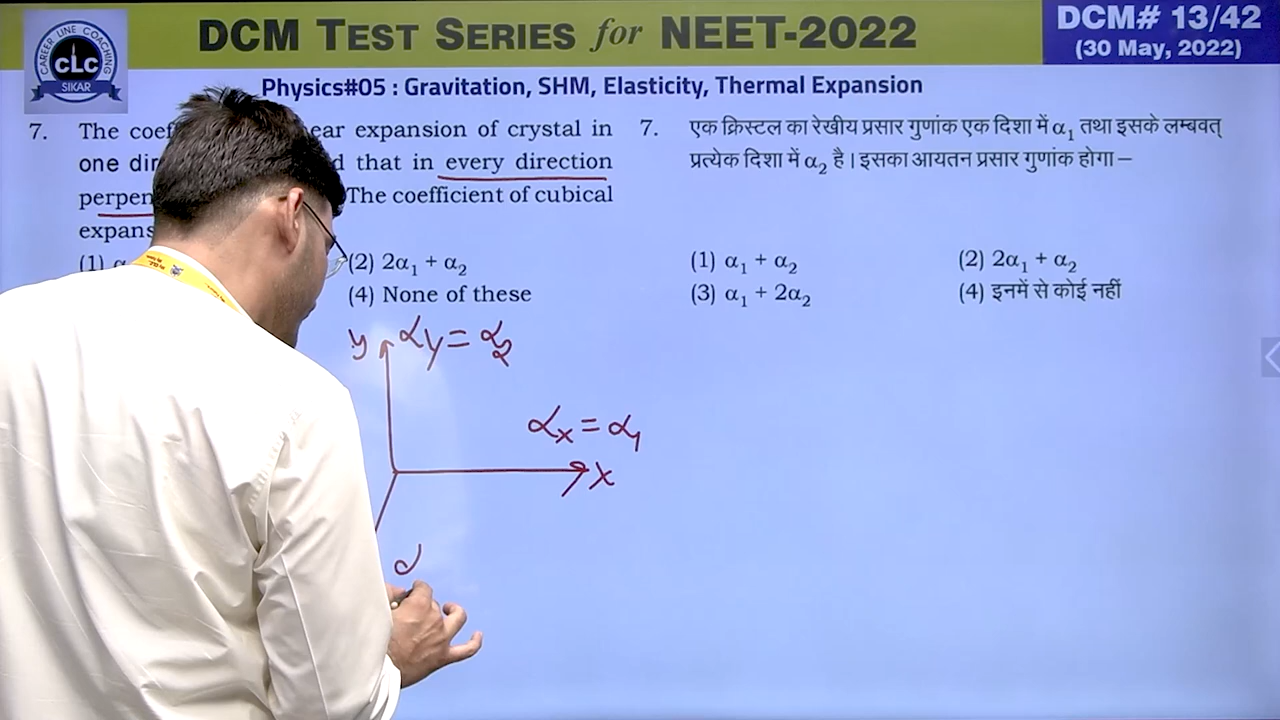 DCM TEST SERIES for NEET-2022
DCM# 13/42
(30 May, 2022)
CAREER LINE COACHING
CLC
SIKAR
Physics#05 : Gravitation, SHM, Elasticity, Thermal Expansion
7. The coef ear expansion of crystal in
one dir d that in every direction
perpen The coefficient of cubical
expans
(1) α (2) 2α₁ + α₂
(4) None of these
7. एक क्रिस्टल का रेखीय प्रसार गुणांक एक दिशा में α₁ तथा इसके लम्बवत्
प्रत्येक दिशा में α₂ है। इसका आयतन प्रसार गुणांक होगा–
(1) α₁ + α₂ (2) 2α₁ + α₂
(3) α₁ + 2α₂ (4) इनमें से कोई नहीं
y αy = α₂
αx = α₁
x